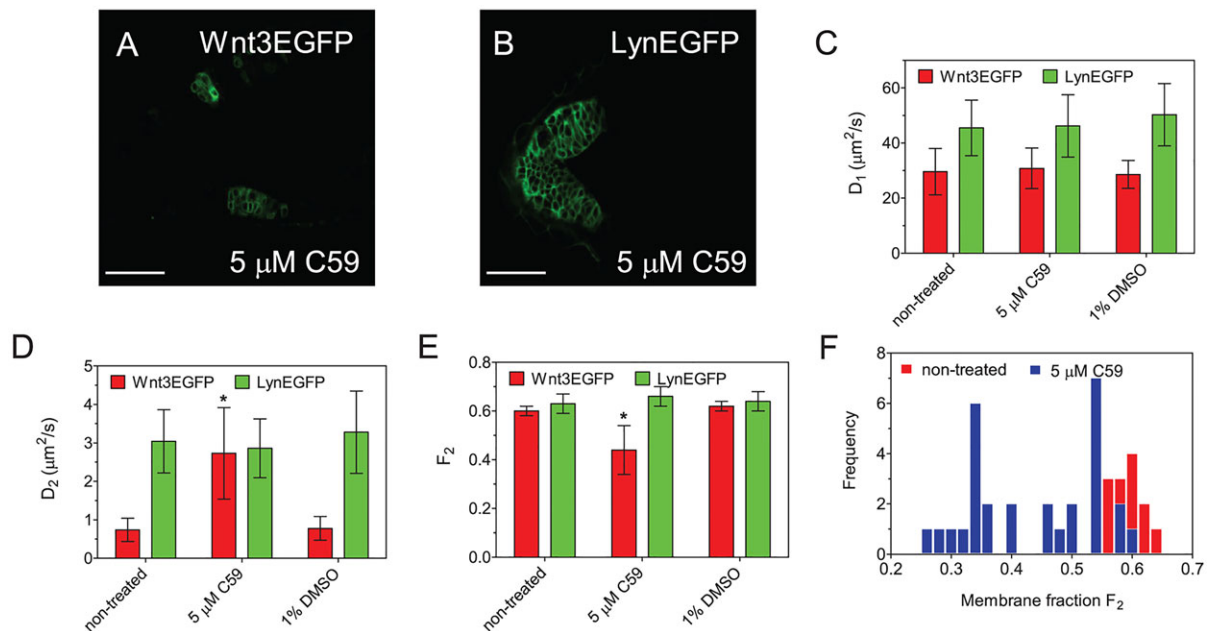 A
Wnt3EGFP
5 μM C59
B
LynEGFP
5 μM C59
C
Wnt3EGFP
LynEGFP
60
40
20
0
D₁ (μm²/s)
non-treated
5 μM C59
1% DMSO
D
Wnt3EGFP
LynEGFP
5
4
3
2
1
0
*
D₂ (μm²/s)
non-treated
5 μM C59
1% DMSO
E
Wnt3EGFP
LynEGFP
0.8
0.6
0.4
0.2
0.0
*
F₂
non-treated
5 μM C59
1% DMSO
F
non-treated
5 μM C59
8
6
4
2
0
Frequency
0.2 0.3 0.4 0.5 0.6 0.7
Membrane fraction F₂